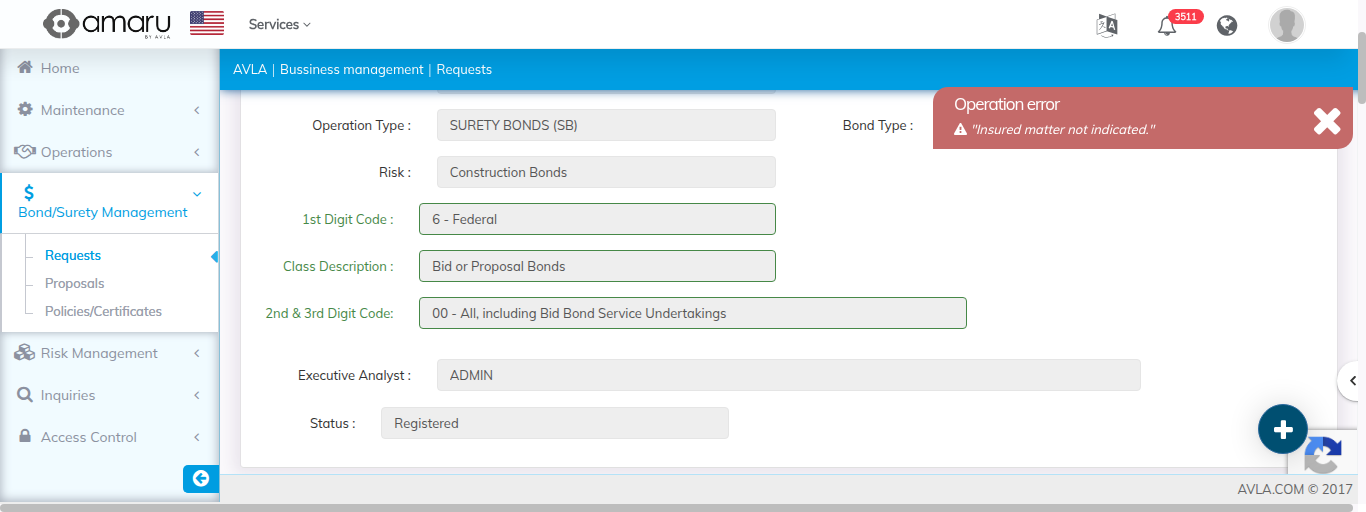 amaru
BY AVLA
Services
3511
Home
Maintenance
Operations
Bond/Surety Management
Requests
Proposals
Policies/Certificates
Risk Management
Inquiries
Access Control
AVLA | Bussiness management | Requests
Operation error
"Insured matter not indicated."
Operation Type : SURETY BONDS (SB) Bond Type :
Risk : Construction Bonds
1st Digit Code : 6 - Federal
Class Description : Bid or Proposal Bonds
2nd & 3rd Digit Code: 00 - All, including Bid Bond Service Undertakings
Executive Analyst : ADMIN
Status : Registered
AVLA.COM © 2017